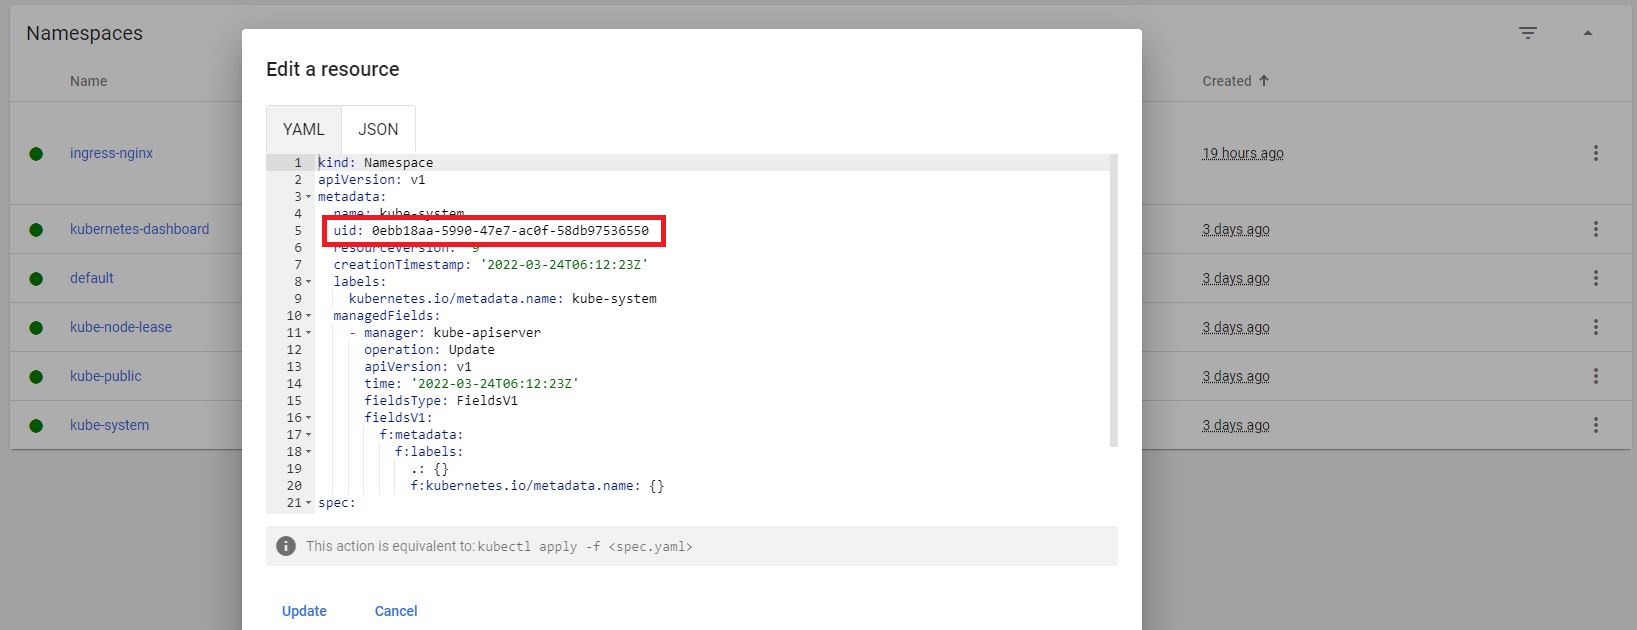 Namespaces
Name
Created ↑
ingress-nginx
19 hours ago
kubernetes-dashboard
3 days ago
default
3 days ago
kube-node-lease
3 days ago
kube-public
3 days ago
kube-system
3 days ago
Edit a resource
YAML JSON
1 kind: Namespace
2 apiVersion: v1
3 metadata:
4 name: kube-system
5 uid: 0ebb18aa-5990-47e7-ac0f-58db97536550
6 resourceVersion: '9'
7 creationTimestamp: '2022-03-24T06:12:23Z'
8 labels:
9 kubernetes.io/metadata.name: kube-system
10 managedFields:
11 - manager: kube-apiserver
12 operation: Update
13 apiVersion: v1
14 time: '2022-03-24T06:12:23Z'
15 fieldsType: FieldsV1
16 fieldsV1:
17 f:metadata:
18 f:labels:
19 .: {}
20 f:kubernetes.io/metadata.name: {}
21 spec:
This action is equivalent to: kubectl apply -f <spec.yaml>
Update Cancel